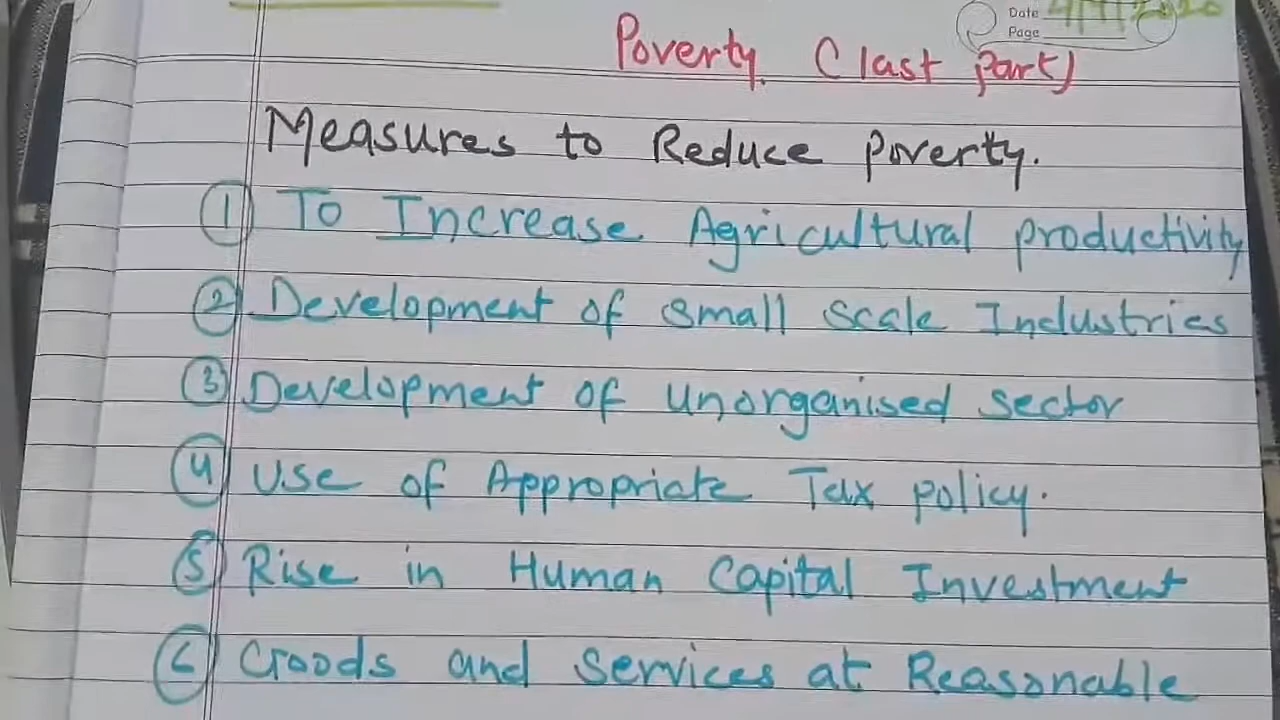 Date
Page
Poverty (last part)
Measures to Reduce Poverty.
① To Increase Agricultural productivity
② Development of small scale Industries
③ Development of unorganised sector
④ Use of Appropriate Tax policy.
⑤ Rise in Human Capital Investment
⑥ Goods and services at Reasonable